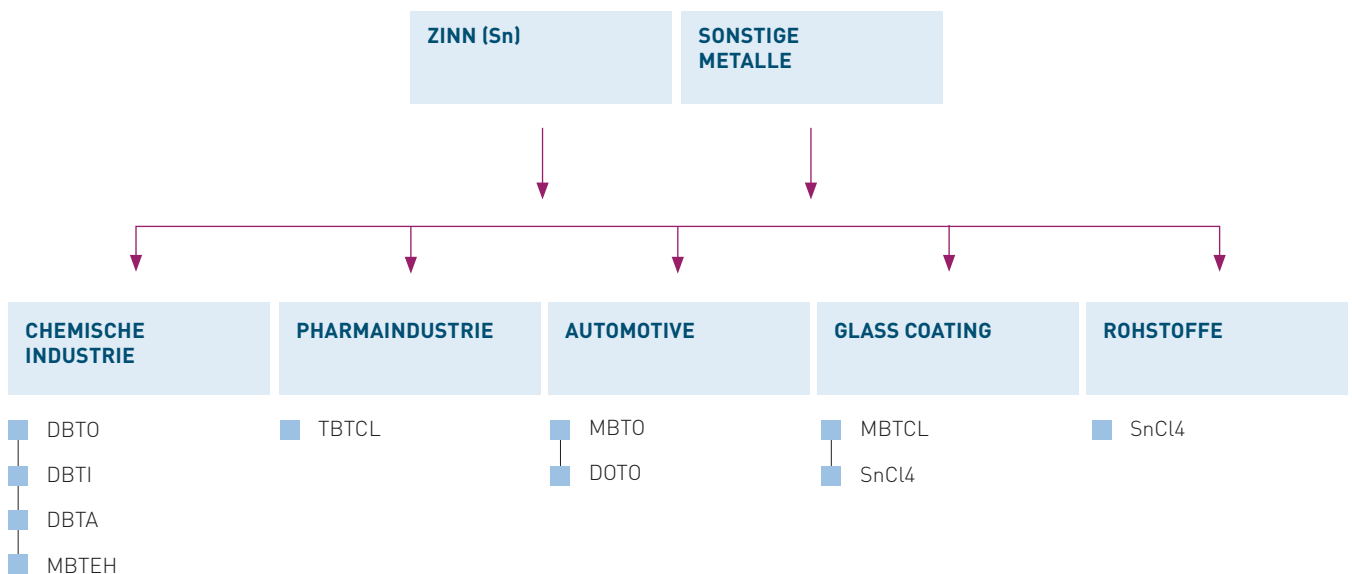 ZINN (Sn)
SONSTIGE
METALLE
CHEMISCHE
INDUSTRIE
PHARMAINDUSTRIE
AUTOMOTIVE
GLASS COATING
ROHSTOFFE
DBTO
DBTI
DBTA
MBTEH
TBTCL
MBTO
DOTO
MBTCL
SnCl4
SnCl4